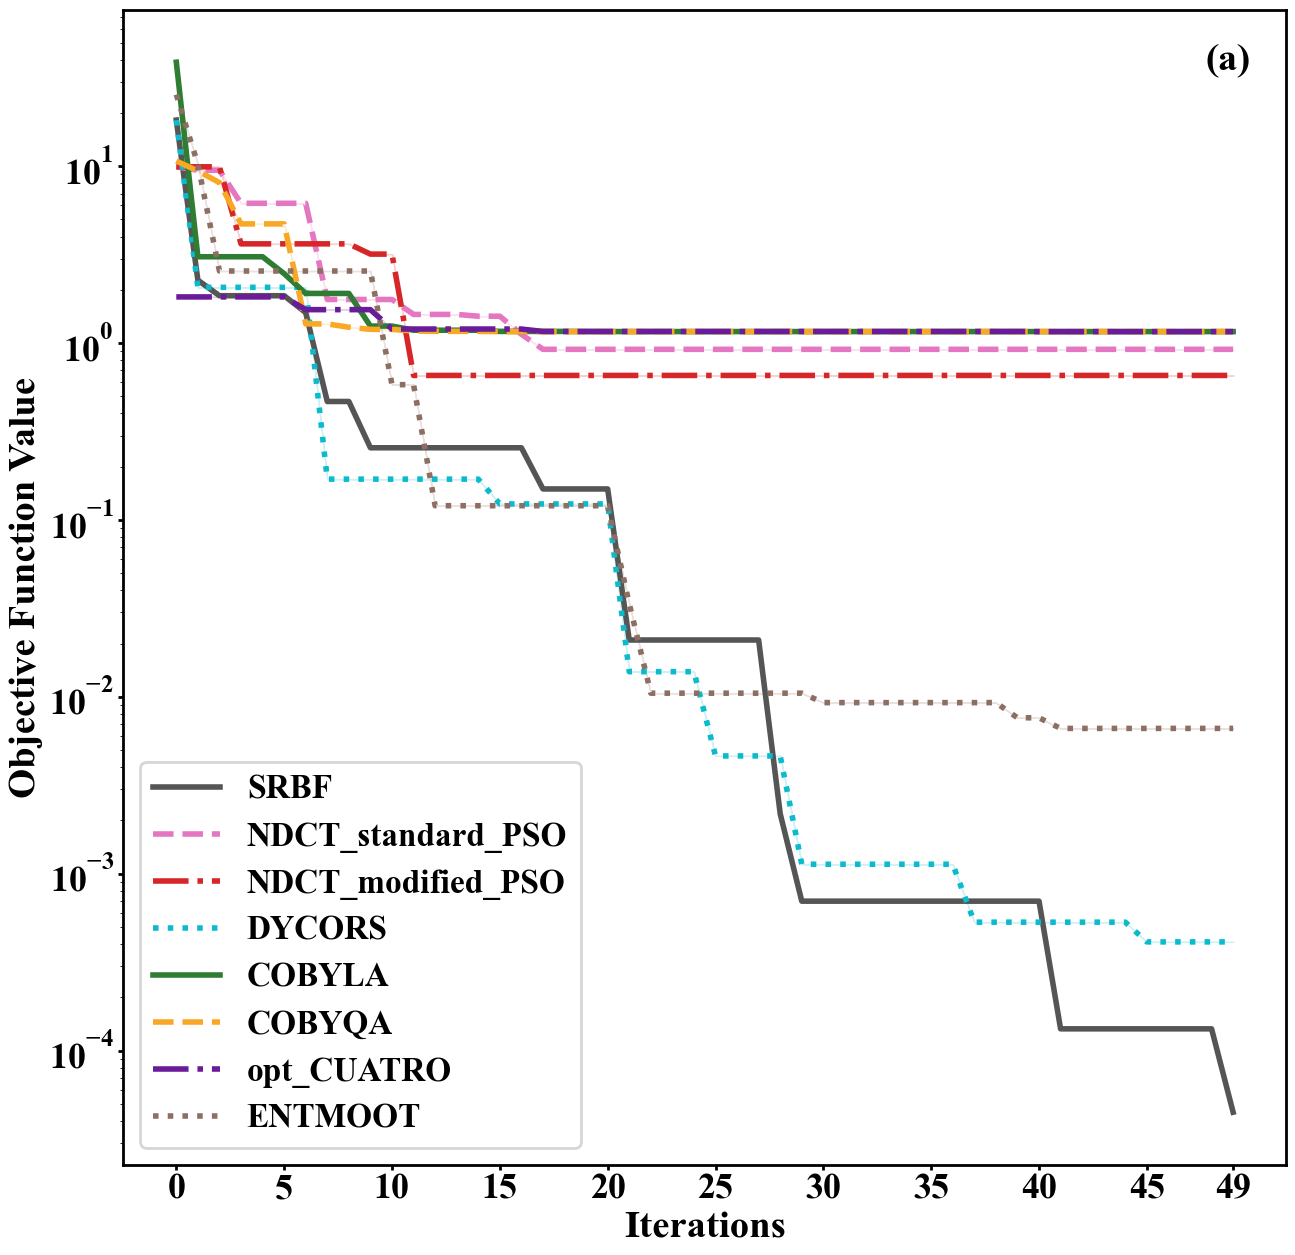 (a)
Objective Function Value
10^1
10^0
10^−1
10^−2
10^−3
10^−4
SRBF
NDCT_standard_PSO
NDCT_modified_PSO
DYCORS
COBYLA
COBYQA
opt_CUATRO
ENTMOOT
0 5 10 15 20 25 30 35 40 45 49
Iterations